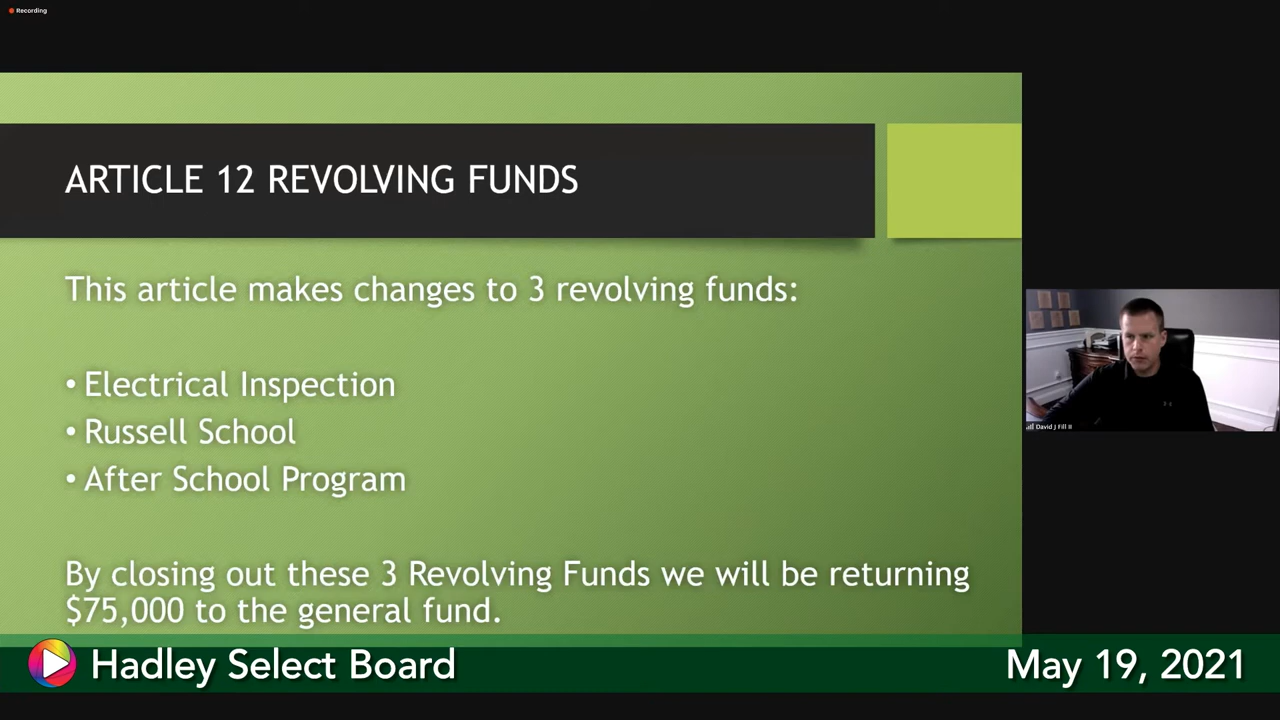 Recording
ARTICLE 12 REVOLVING FUNDS
This article makes changes to 3 revolving funds:
• Electrical Inspection
• Russell School
• After School Program
By closing out these 3 Revolving Funds we will be returning
$75,000 to the general fund.
David J Fill II
Hadley Select Board
May 19, 2021